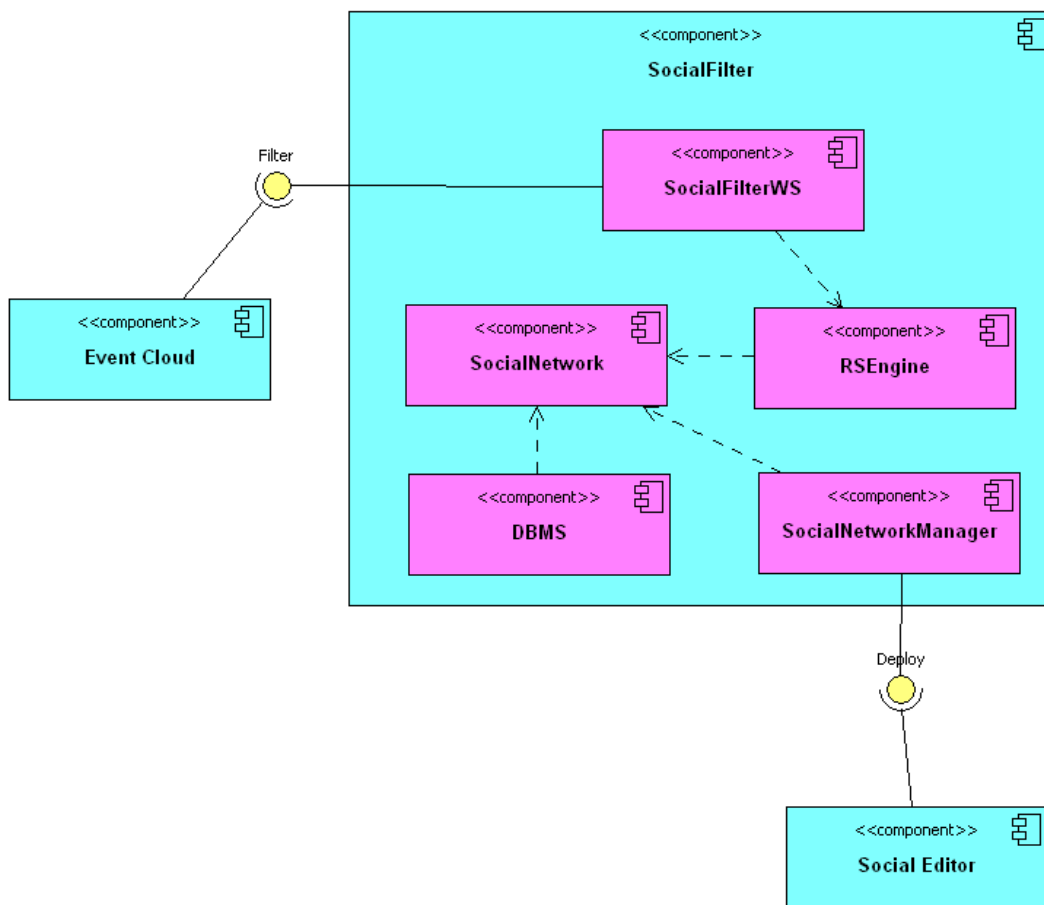 <<component>>
SocialFilter
<<component>>
SocialFilterWS
Filter
<<component>>
Event Cloud
<<component>>
SocialNetwork
<<component>>
RSEngine
<<component>>
DBMS
<<component>>
SocialNetworkManager
Deploy
<<component>>
Social Editor